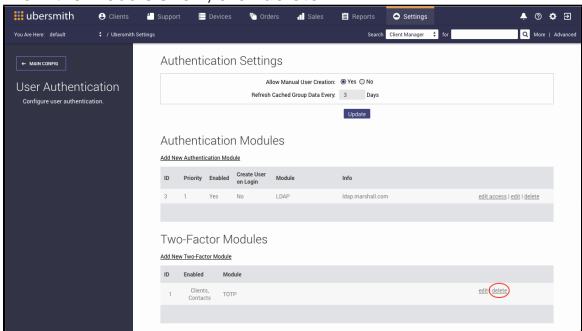 ubersmith
Clients
Support
Devices
Orders
Sales
Reports
Settings
You Are Here: default
/ Ubersmith Settings
Search Client Manager for
More | Advanced
← MAIN CONFIG
User Authentication
Configure user authentication.
Authentication Settings
Allow Manual User Creation: Yes No
Refresh Cached Group Data Every: 3 Days
Update
Authentication Modules
Add New Authentication Module
ID Priority Enabled Create User on Login Module Info
3 1 Yes No LDAP ldap.marshall.com edit access | edit | delete
Two-Factor Modules
Add New Two-Factor Module
ID Enabled Module
1 Clients, Contacts TOTP edit delete